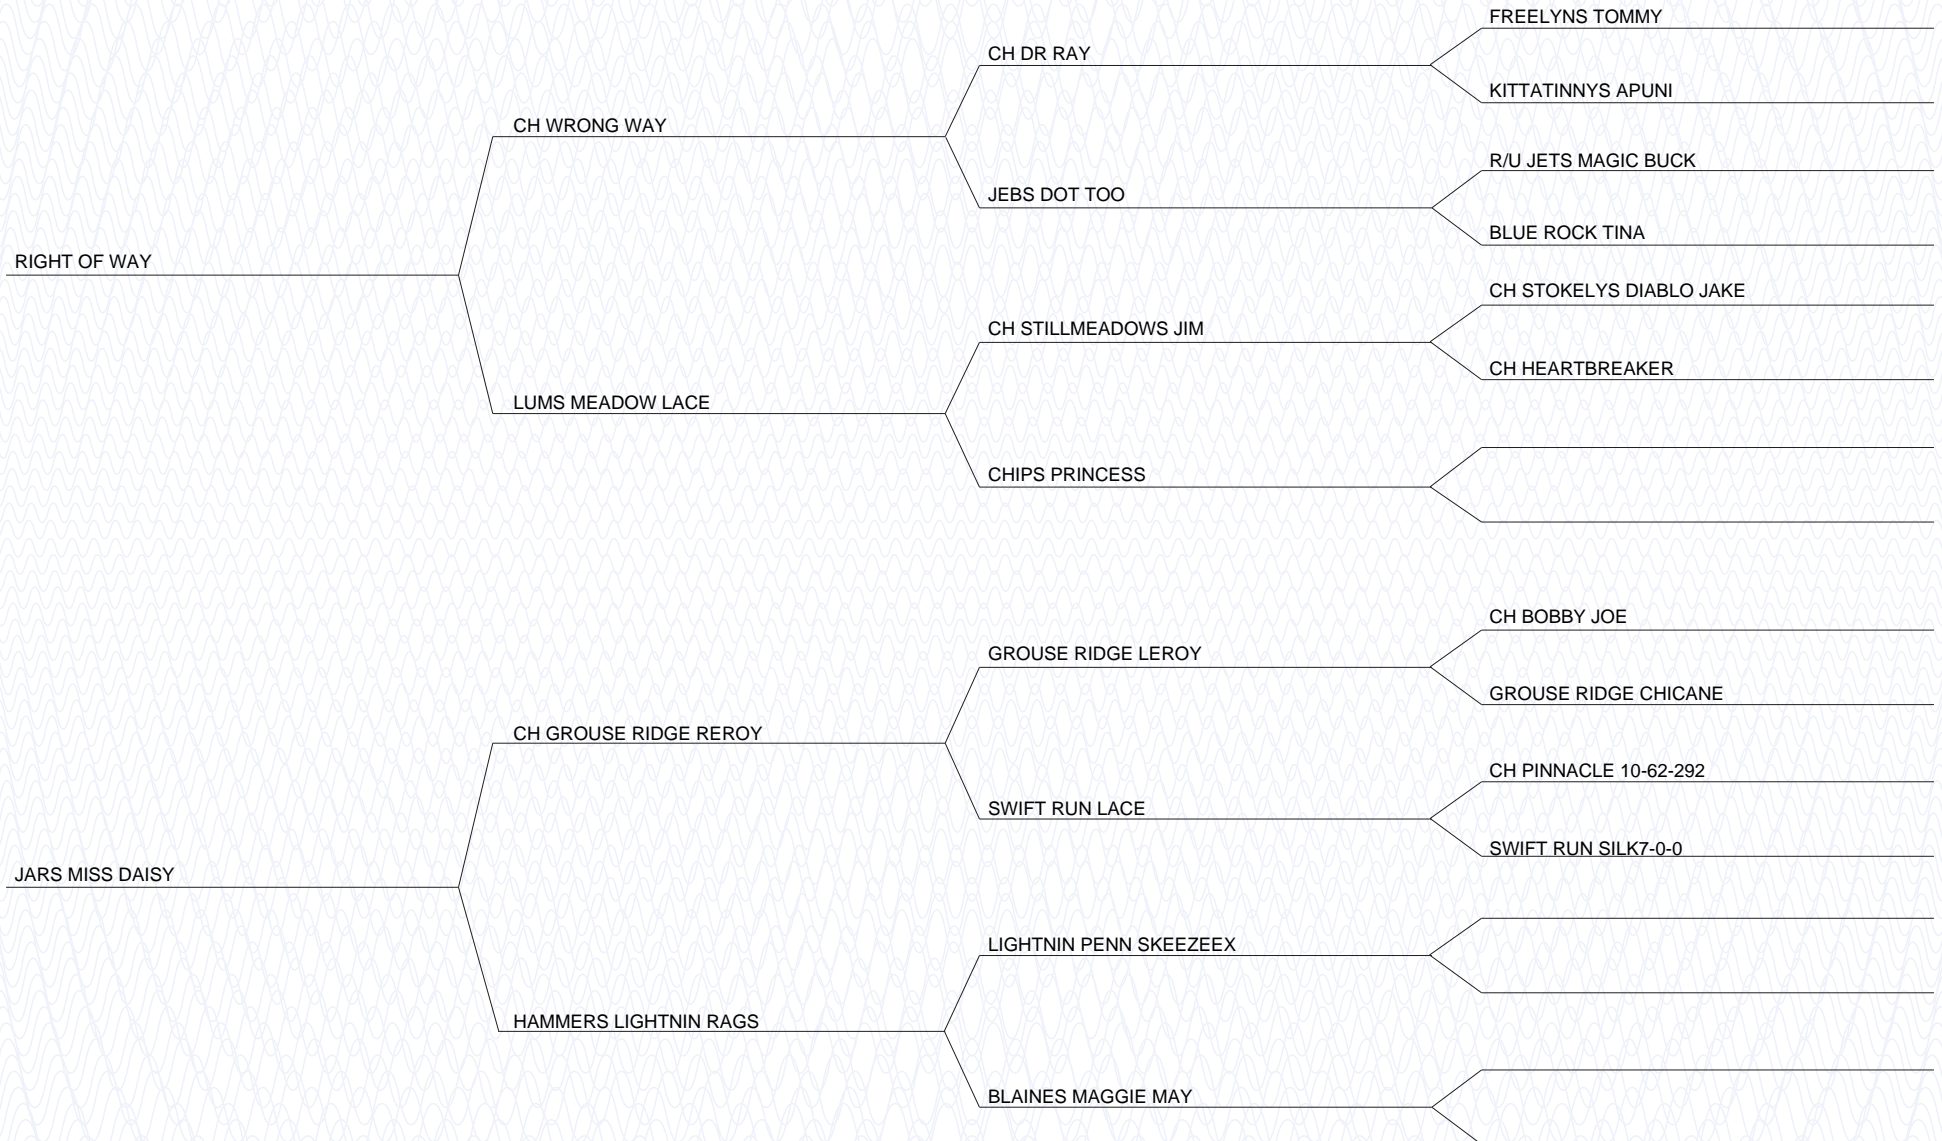 FREELYNS TOMMY
CH DR RAY
KITTATINNYS APUNI
CH WRONG WAY
R/U JETS MAGIC BUCK
JEBS DOT TOO
BLUE ROCK TINA
RIGHT OF WAY
CH STOKELYS DIABLO JAKE
CH STILLMEADOWS JIM
CH HEARTBREAKER
LUMS MEADOW LACE
CHIPS PRINCESS
CH BOBBY JOE
GROUSE RIDGE LEROY
GROUSE RIDGE CHICANE
CH GROUSE RIDGE REROY
CH PINNACLE 10-62-292
SWIFT RUN LACE
SWIFT RUN SILK7-0-0
JARS MISS DAISY
LIGHTNIN PENN SKEEZEEX
HAMMERS LIGHTNIN RAGS
BLAINES MAGGIE MAY